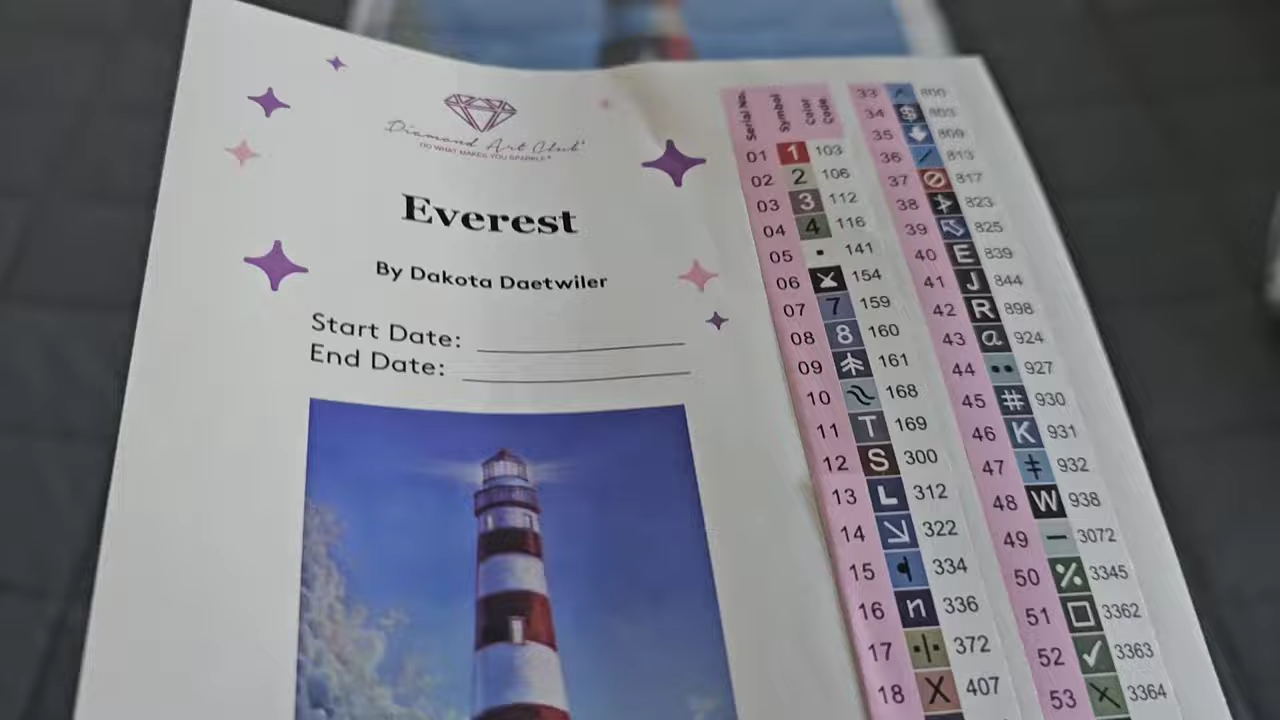 Diamond Art Club
DO WHAT MAKES YOU SPARKLE
Everest
By Dakota Daetwiler
Start Date:
End Date:
Serial No. Symbol Color Code
01 1 103
02 2 106
03 3 112
04 4 116
05 141
06 154
07 7 159
08 8 160
09 161
10 168
11 T 169
12 S 300
13 L 312
14 322
15 334
16 n 336
17 372
18 X 407
33 800
34 $ 803
35 809
36 813
37 817
38 823
39 825
40 E 839
41 J 844
42 R 898
43 a 924
44 927
45 # 930
46 K 931
47 932
48 W 938
49 3072
50 % 3345
51 3362
52 ✓ 3363
53 3364